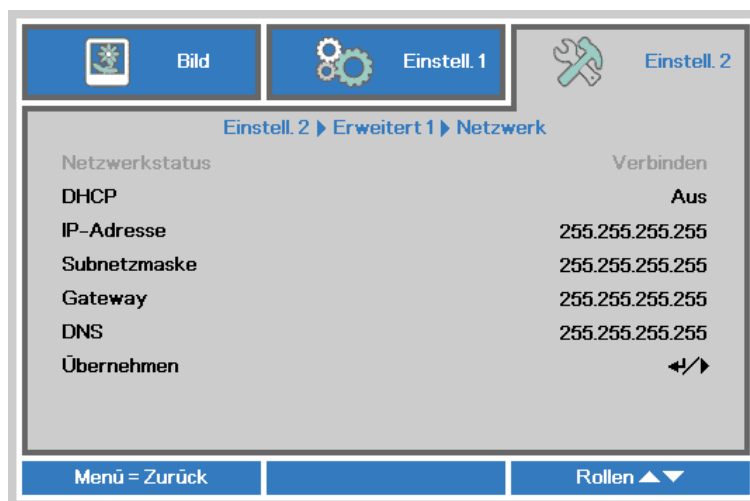 Bild
Einstell. 1
Einstell. 2
Einstell. 2 ▶ Erweitert 1 ▶ Netzwerk
Netzwerkstatus Verbinden
DHCP Aus
IP-Adresse 255.255.255.255
Subnetzmaske 255.255.255.255
Gateway 255.255.255.255
DNS 255.255.255.255
Übernehmen ↵/▶
Menü = Zurück
Rollen ▲▼